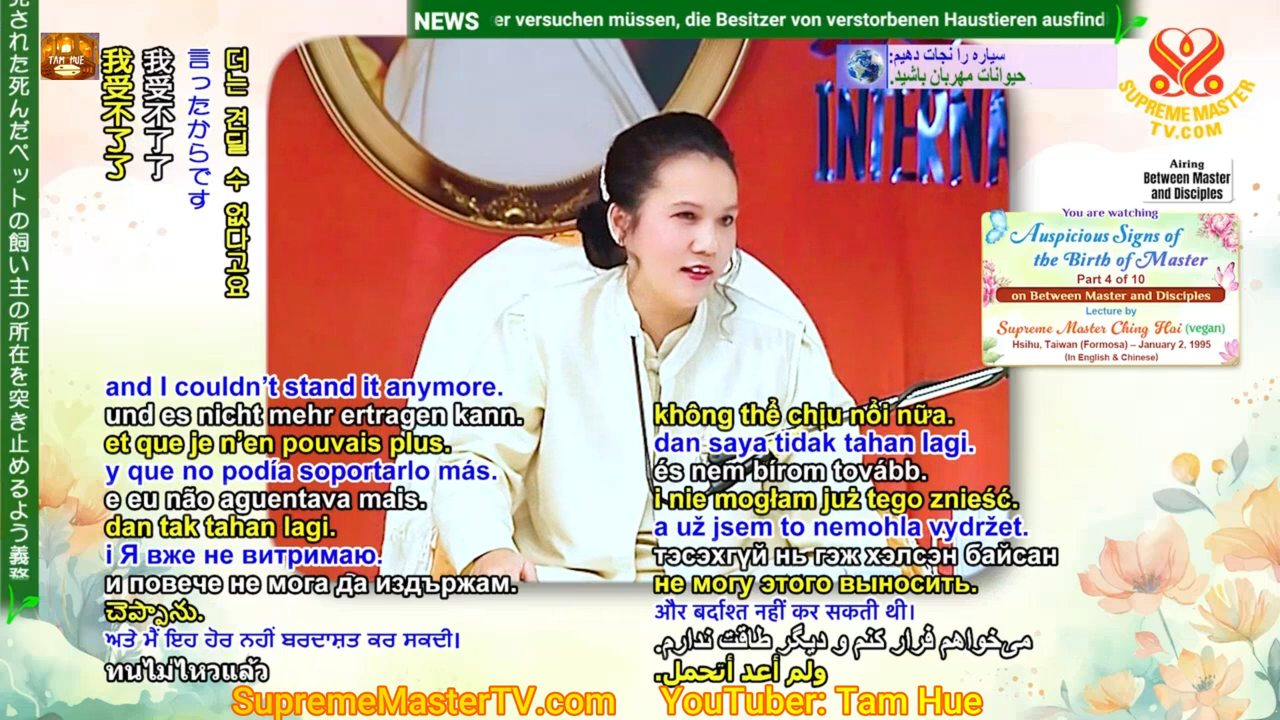 NEWS er versuchen müssen, die Besitzer von verstorbenen Haustieren ausfind
された死んだペットの飼い主の所在を突き止めるよう義務
TAM HUE
我受不了了
我受不了了
言ったからです
더는 견딜 수 없다고요
INTERNA
سیاره را نجات دهیم:
حیوانات مهربان باشید.
SUPREME MASTER
TV.COM
Airing
Between Master
and Disciples
You are watching
Auspicious Signs of
the Birth of Master
Part 4 of 10
on Between Master and Disciples
Lecture by
Supreme Master Ching Hai (vegan)
Hsihu, Taiwan (Formosa) – January 2, 1995
(In English & Chinese)
and I couldn't stand it anymore.
und es nicht mehr ertragen kann.
et que je n'en pouvais plus.
y que no podía soportarlo más.
e eu não aguentava mais.
dan tak tahan lagi.
і Я вже не витримаю.
и повече не мога да издържам.
చెప్పాను.
ਅਤੇ ਮੈਂ ਇਹ ਹੋਰ ਨਹੀਂ ਬਰਦਾਸ਼ਤ ਕਰ ਸਕਦੀ।
ทนไม่ไหวแล้ว
không thể chịu nổi nữa.
dan saya tidak tahan lagi.
és nem bírom tovább.
i nie mogłam już tego znieść.
a už jsem to nemohla vydržet.
тэсэхгүй нь гэж хэлсэн байсан
не могу этого выносить.
और बर्दाश्त नहीं कर सकती थी।
می‌خواهم فرار کنم و دیگر طاقت ندارم.
ولم أعد أتحمل.
SupremeMasterTV.com
YouTuber: Tam Hue